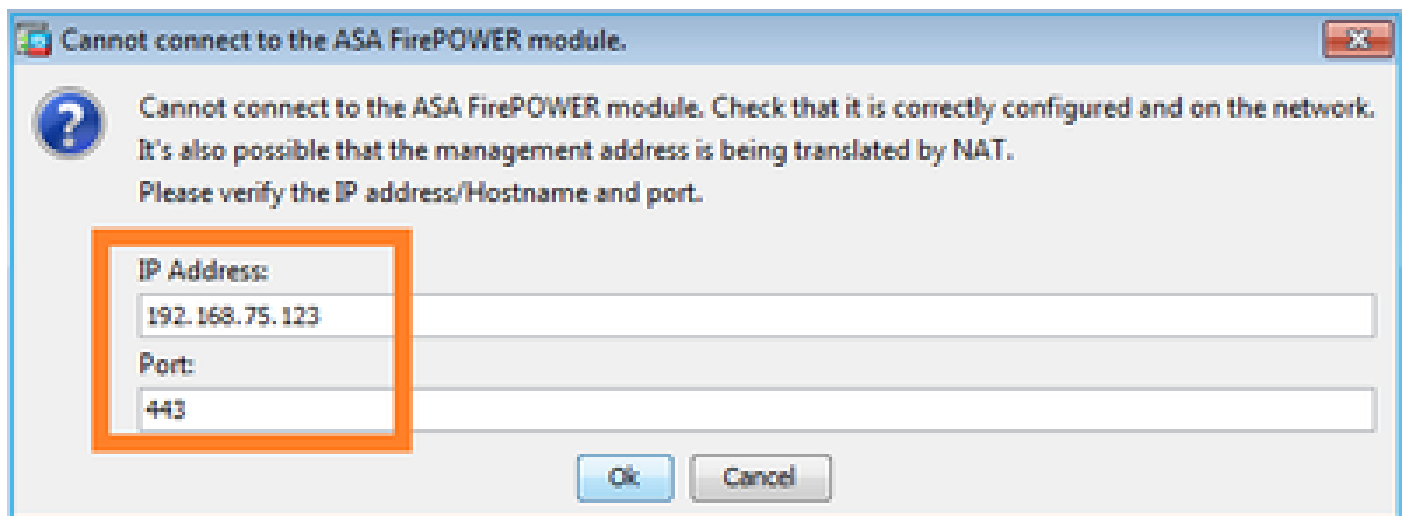 Cannot connect to the ASA FirePOWER module.
Cannot connect to the ASA FirePOWER module. Check that it is correctly configured and on the network.
It's also possible that the management address is being translated by NAT.
Please verify the IP address/Hostname and port.
IP Address:
192.168.75.123
Port:
443
Ok Cancel